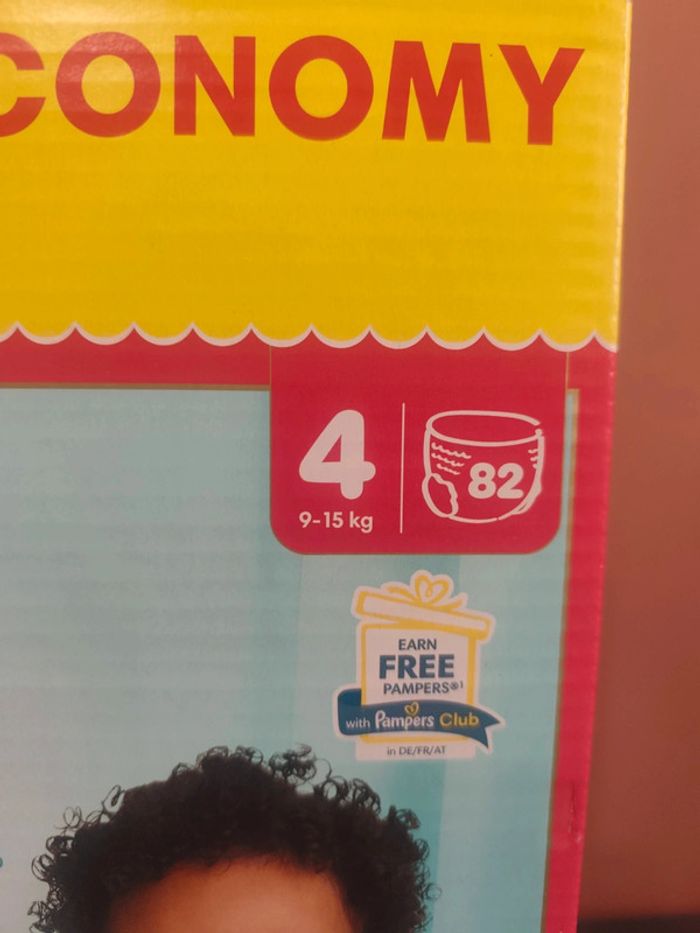 CONOMY
4
82
9-15 kg
EARN
FREE
PAMPERS®¹
with Pampers Club
in DE/FR/AT